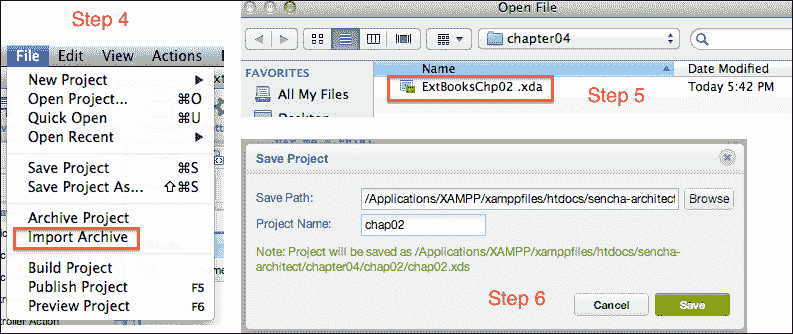 Step 4
File Edit View Actions
New Project
Open Project... ⌘O
Quick Open ⌘U
Open Recent
Save Project ⌘S
Save Project As... ⇧⌘S
Archive Project
Import Archive
Build Project
Publish Project F5
Preview Project F6
Open File
chapter04
FAVORITES
All My Files
Name
Date Modified
ExtBooksChp02 .xda
Today 5:42 PM
Step 5
Save Project
Save Path: /Applications/XAMPP/xamppfiles/htdocs/sencha-architect Browse
Project Name: chap02
Note: Project will be saved as /Applications/XAMPP/xamppfiles/htdocs/sencha-
architect/chapter04/chap02/chap02.xds
Step 6
Cancel
Save